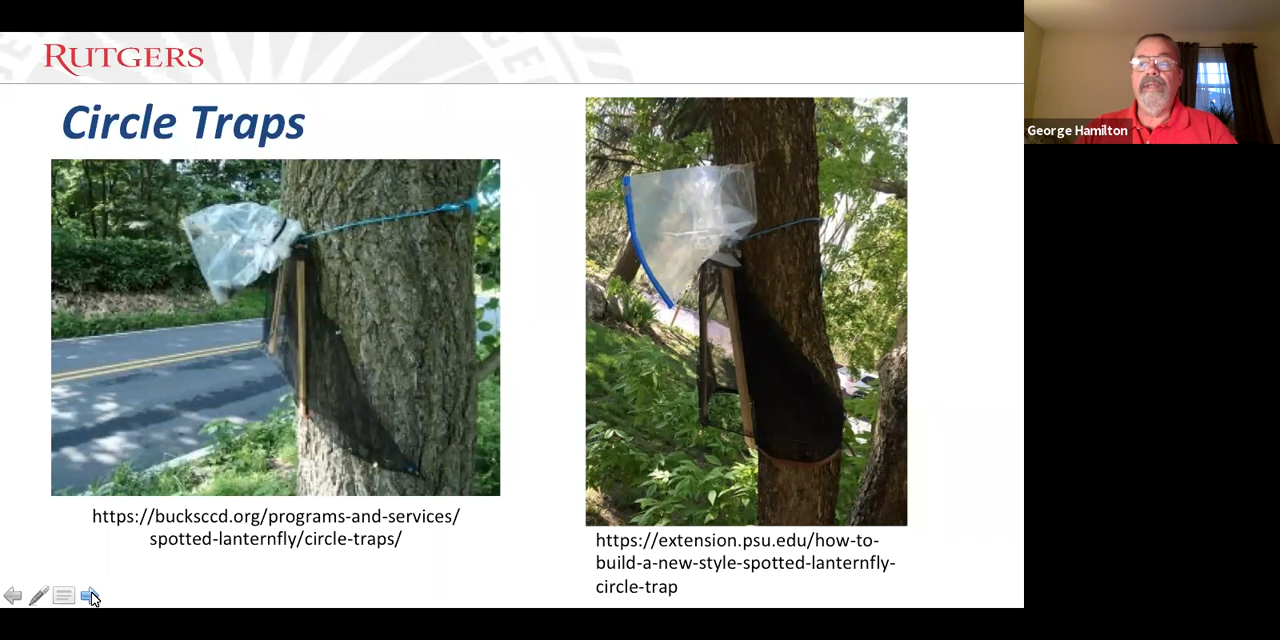 RUTGERS
Circle Traps
https://bucksccd.org/programs-and-services/
spotted-lanternfly/circle-traps/
https://extension.psu.edu/how-to-
build-a-new-style-spotted-lanternfly-
circle-trap
George Hamilton